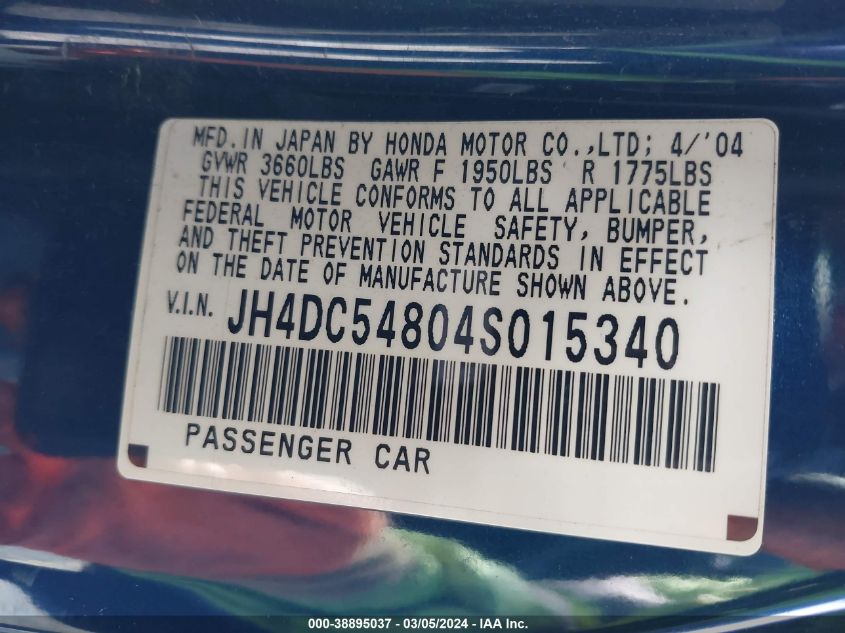 MFD. IN JAPAN BY HONDA MOTOR CO.,LTD; 4/'04
GVWR 3660LBS GAWR F 1950LBS R 1775LBS
THIS VEHICLE CONFORMS TO ALL APPLICABLE
FEDERAL MOTOR VEHICLE SAFETY, BUMPER,
AND THEFT PREVENTION STANDARDS IN EFFECT
ON THE DATE OF MANUFACTURE SHOWN ABOVE.
V.I.N. JH4DC54804S015340
PASSENGER CAR
000-38895037 / 03/05/2024 - IAA Inc.